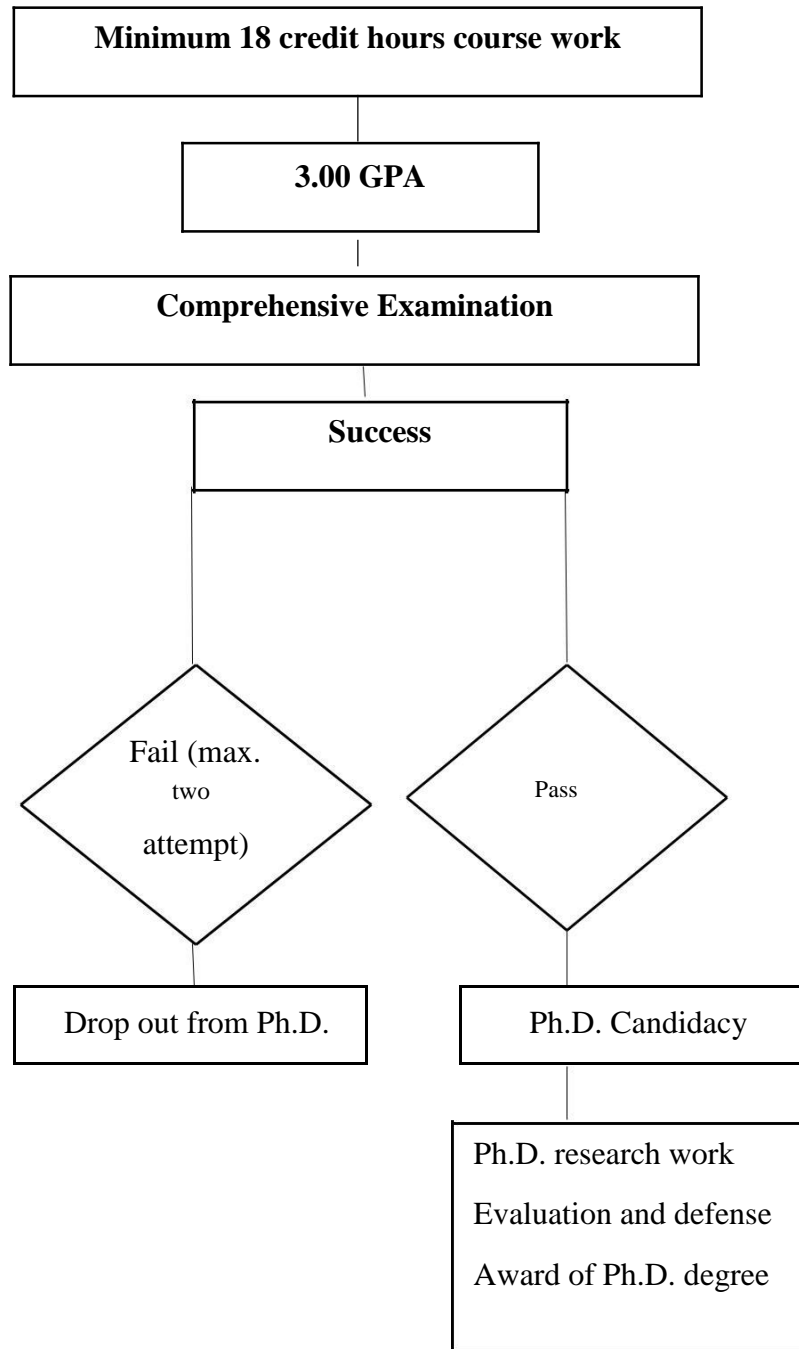 Minimum 18 credit hours course work
3.00 GPA
Comprehensive Examination
Success
Fail (max.
two
attempt)
Pass
Drop out from Ph.D.
Ph.D. Candidacy
Ph.D. research work
Evaluation and defense
Award of Ph.D. degree